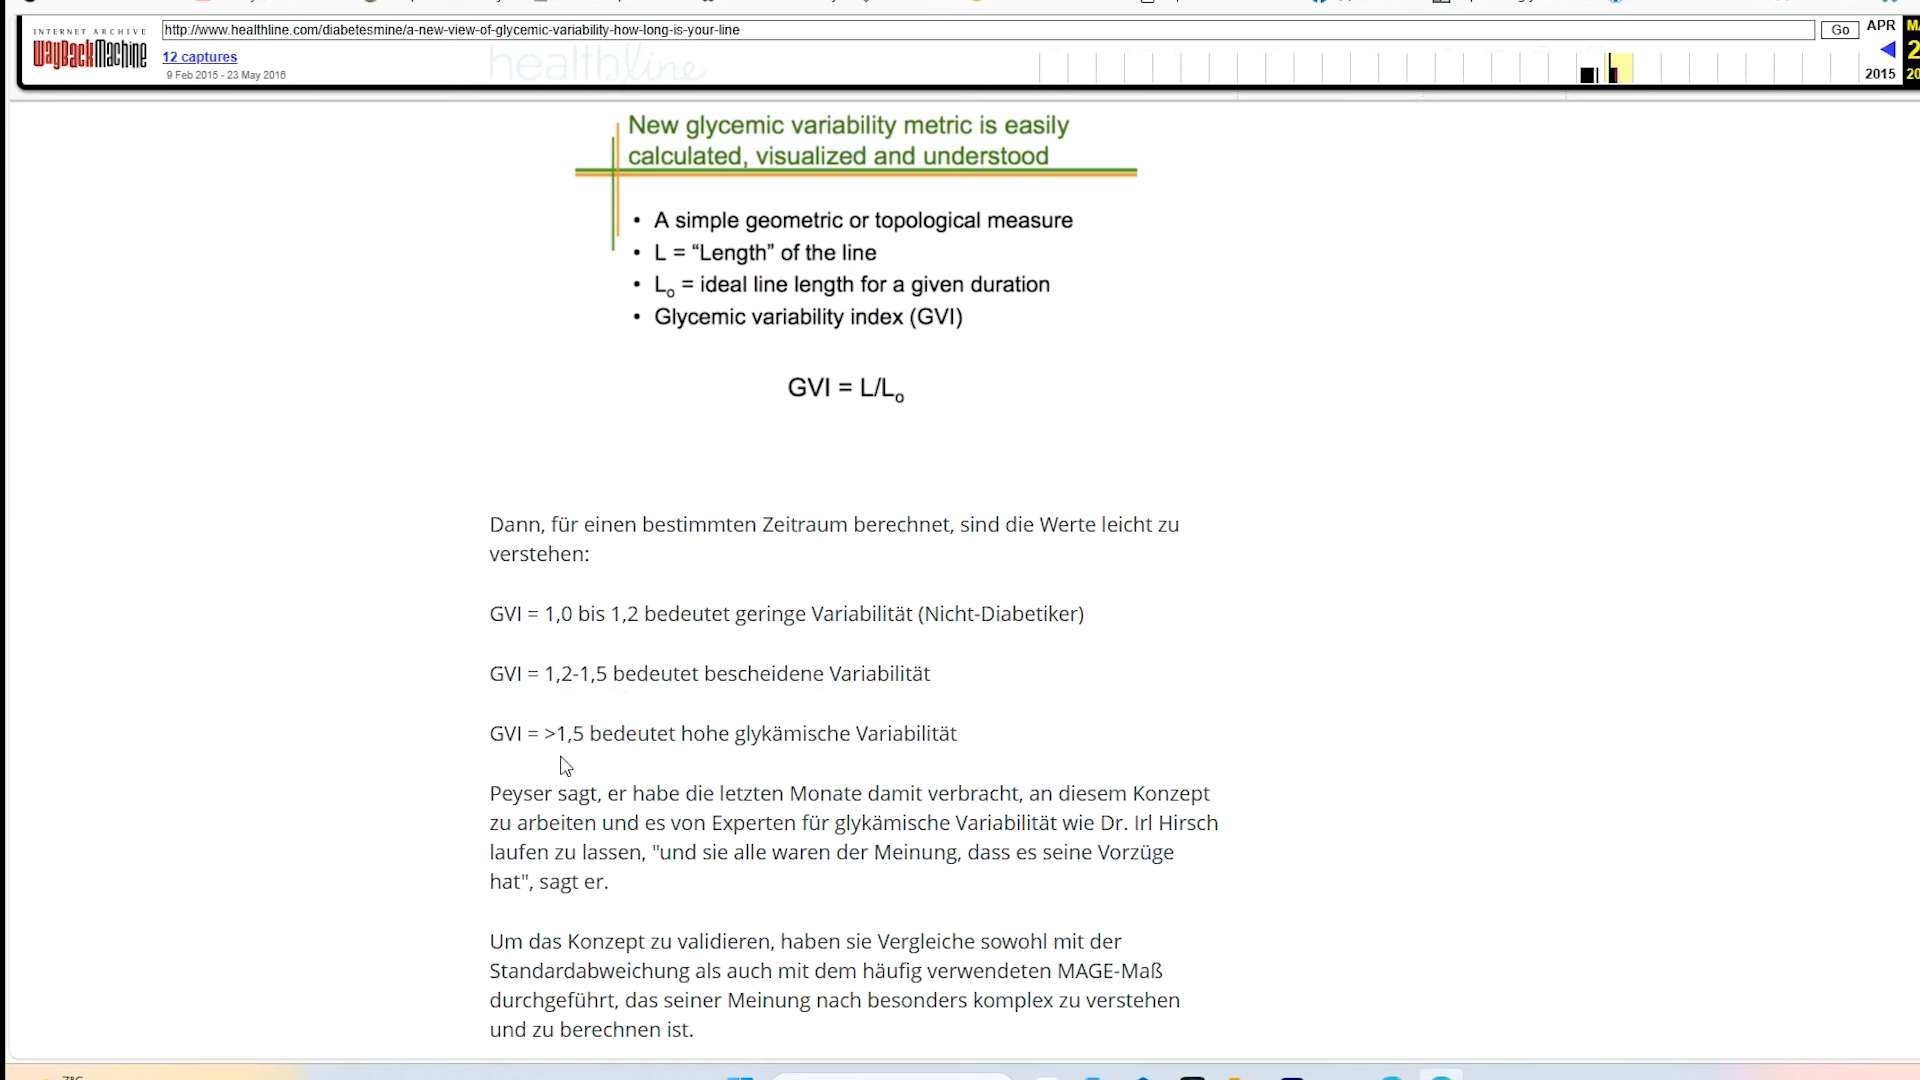 INTERNET ARCHIVE
WayBackMachine
http://www.healthline.com/diabetesmine/a-new-view-of-glycemic-variability-how-long-is-your-line
Go
APR
12 captures
9 Feb 2015 - 23 May 2016
2015
healthline
New glycemic variability metric is easily
calculated, visualized and understood
• A simple geometric or topological measure
• L = “Length” of the line
• Lo = ideal line length for a given duration
• Glycemic variability index (GVI)
GVI = L/Lo
Dann, für einen bestimmten Zeitraum berechnet, sind die Werte leicht zu
verstehen:
GVI = 1,0 bis 1,2 bedeutet geringe Variabilität (Nicht-Diabetiker)
GVI = 1,2-1,5 bedeutet bescheidene Variabilität
GVI = >1,5 bedeutet hohe glykämische Variabilität
Peyser sagt, er habe die letzten Monate damit verbracht, an diesem Konzept
zu arbeiten und es von Experten für glykämische Variabilität wie Dr. Irl Hirsch
laufen zu lassen, "und sie alle waren der Meinung, dass es seine Vorzüge
hat", sagt er.
Um das Konzept zu validieren, haben sie Vergleiche sowohl mit der
Standardabweichung als auch mit dem häufig verwendeten MAGE-Maß
durchgeführt, das seiner Meinung nach besonders komplex zu verstehen
und zu berechnen ist.